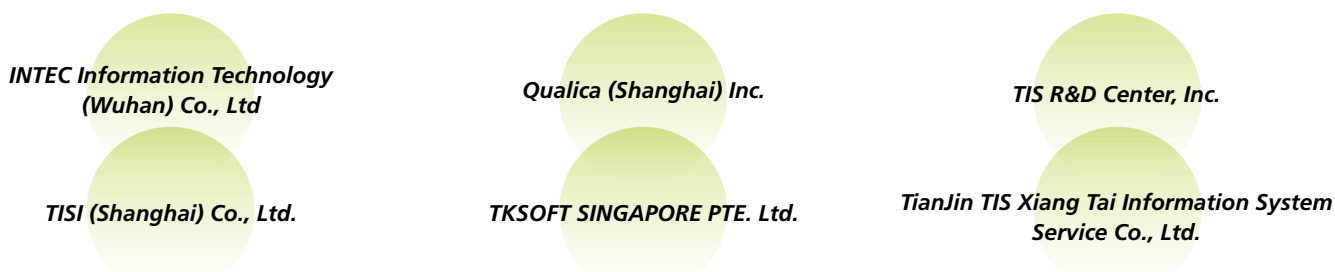 INTEC Information Technology
(Wuhan) Co., Ltd
Qualica (Shanghai) Inc.
TIS R&D Center, Inc.
TISI (Shanghai) Co., Ltd.
TKSOFT SINGAPORE PTE. Ltd.
TianJin TIS Xiang Tai Information System
Service Co., Ltd.